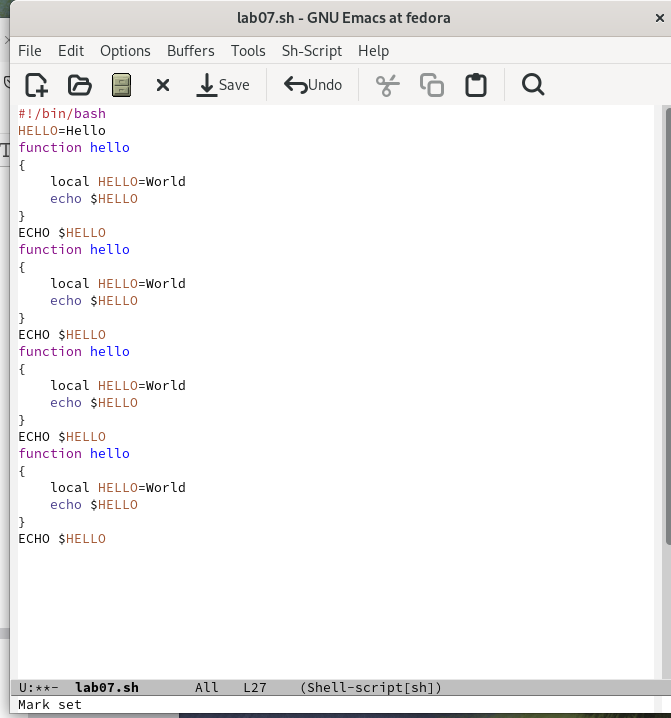 lab07.sh - GNU Emacs at fedora
File Edit Options Buffers Tools Sh-Script Help
Save Undo
#!/bin/bash
HELLO=Hello
function hello
{
    local HELLO=World
    echo $HELLO
}
ECHO $HELLO
function hello
{
    local HELLO=World
    echo $HELLO
}
ECHO $HELLO
function hello
{
    local HELLO=World
    echo $HELLO
}
ECHO $HELLO
function hello
{
    local HELLO=World
    echo $HELLO
}
ECHO $HELLO
U:**-  lab07.sh       All   L27    (Shell-script[sh])
Mark set